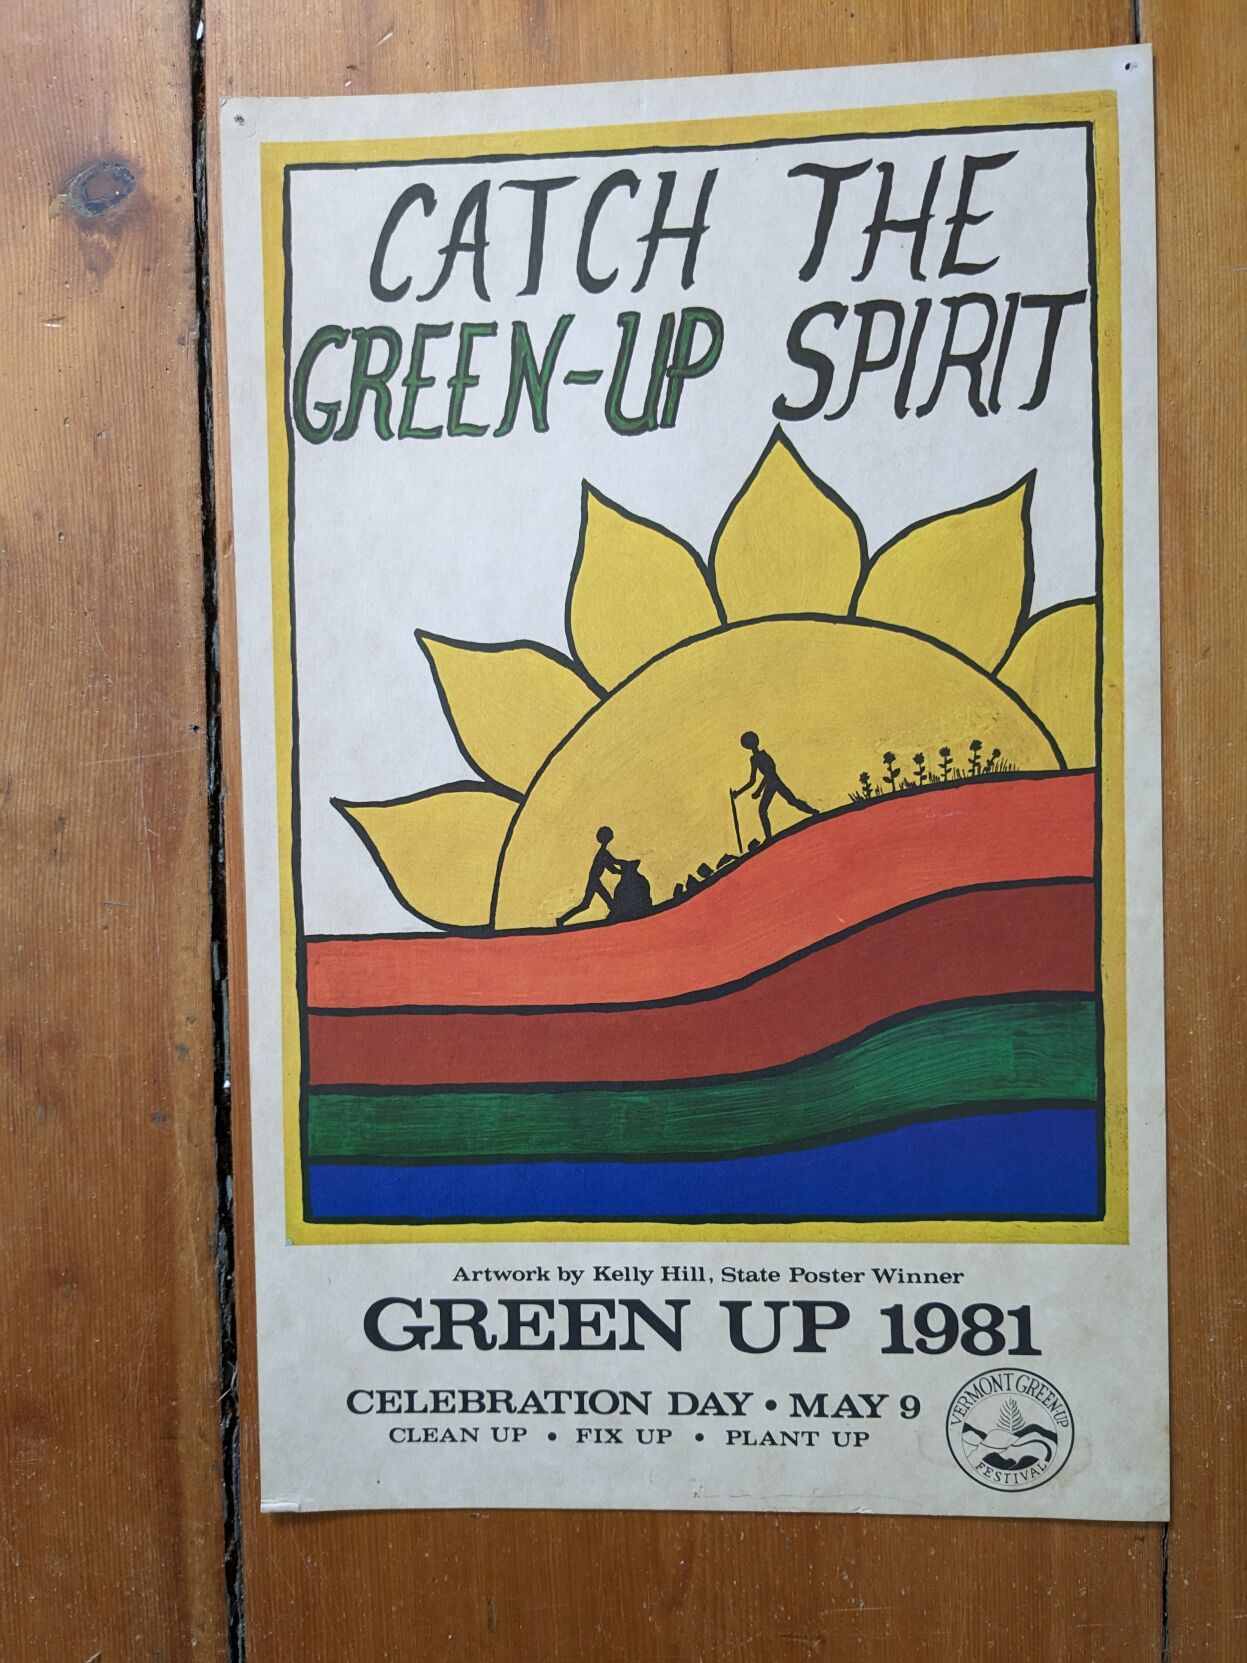 CATCH THE
GREEN-UP SPIRIT
Artwork by Kelly Hill, State Poster Winner
GREEN UP 1981
CELEBRATION DAY • MAY 9
CLEAN UP • FIX UP • PLANT UP
VERMONT GREEN-UP
FESTIVAL